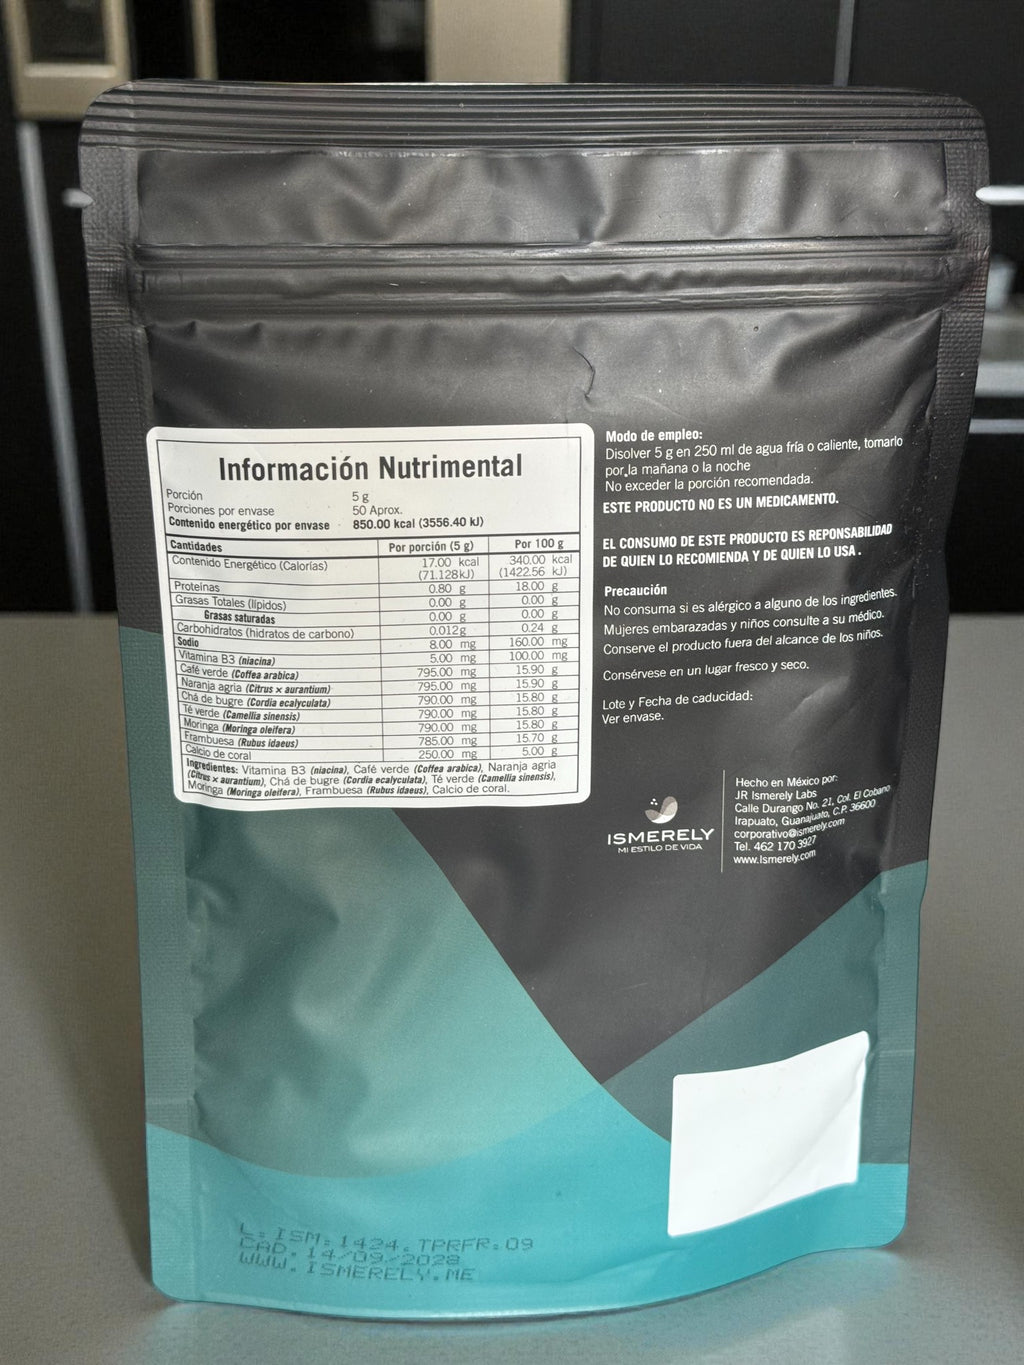 Información Nutrimental
Porción 5 g
Porciones por envase 50 Aprox.
Contenido energético por envase 850.00 kcal (3556.40 kJ)
Cantidades Por porción (5 g) Por 100 g
Contenido Energético (Calorías) 17.00 kcal (71.128kJ) 340.00 kcal (1422.56 kJ)
Proteínas 0.80 g 18.00 g
Grasas Totales (lípidos) 0.00 g 0.00 g
Grasas saturadas 0.00 g 0.00 g
Carbohidratos (hidratos de carbono) 0.012g 0.24 g
Sodio 8.00 mg 160.00 mg
Vitamina B3 (niacina) 5.00 mg 100.00 mg
Café verde (Coffea arabica) 795.00 mg 15.90 g
Naranja agria (Citrus × aurantium) 795.00 mg 15.90 g
Chá de bugre (Cordia ecalyculata) 790.00 mg 15.80 g
Té verde (Camellia sinensis) 790.00 mg 15.80 g
Moringa (Moringa oleifera) 790.00 mg 15.80 g
Frambuesa (Rubus idaeus) 785.00 mg 15.70 g
Calcio de coral 250.00 mg 5.00 g
Ingredientes: Vitamina B3 (niacina), Café verde (Coffea arabica), Naranja agria
(Citrus × aurantium), Chá de bugre (Cordia ecalyculata), Té verde (Camellia sinensis),
Moringa (Moringa oleifera), Frambuesa (Rubus idaeus), Calcio de coral.
Modo de empleo:
Disolver 5 g en 250 ml de agua fría o caliente, tomarlo
por la mañana o la noche
No exceder la porción recomendada.
ESTE PRODUCTO NO ES UN MEDICAMENTO.
EL CONSUMO DE ESTE PRODUCTO ES REPONSABILIDAD
DE QUIEN LO RECOMIENDA Y DE QUIEN LO USA.
Precaución
No consuma si es alérgico a alguno de los ingredientes.
Mujeres embarazadas y niños consulte a su médico.
Conserve el producto fuera del alcance de los niños.
Consérvese en un lugar fresco y seco.
Lote y Fecha de caducidad:
Ver envase.
ISMERELY
MI ESTILO DE VIDA
Hecho en México por:
JR Ismerely Labs
Calle Durango No. 21, Col. El Cobano
Irapuato, Guanajuato, C.P. 36600
corporativo@ismerely.com
Tel. 462 170 3927
www.Ismerely.com
L: ISM: 1424. TPRFR: 09
CAD. 14/09/2028
WWW.ISMERELY.ME